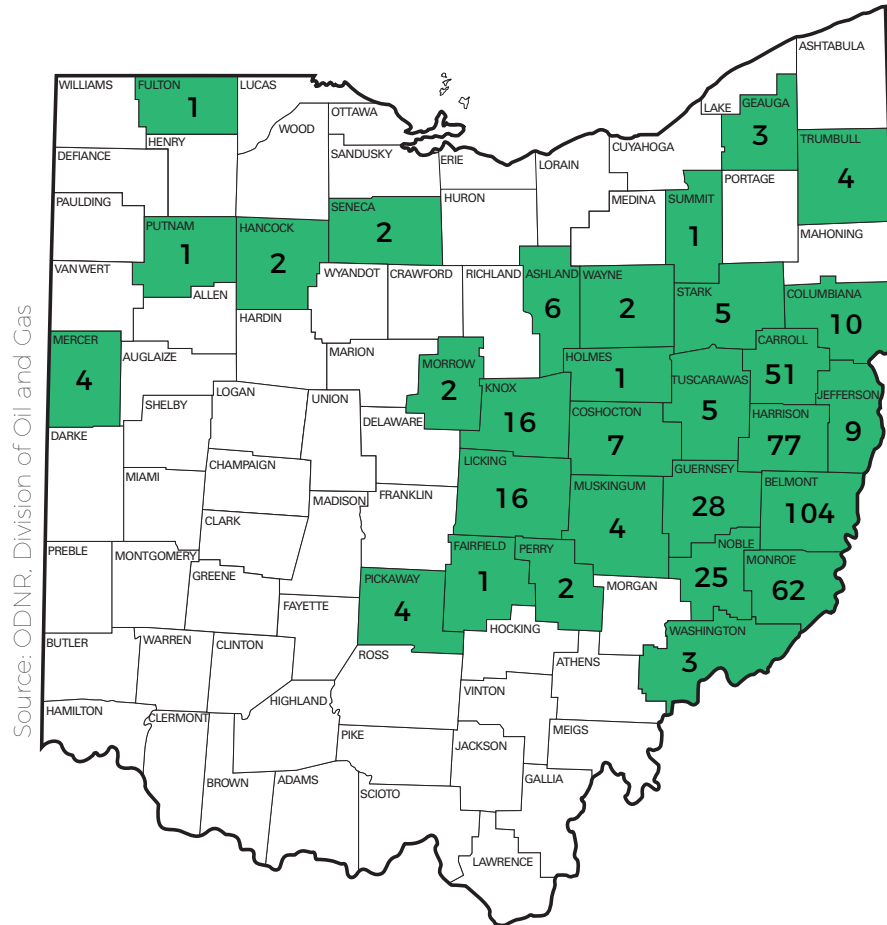 ASHTABULA
WILLIAMS
FULTON
1
LUCAS
LAKE
GEAUGA
3
OTTAWA
WOOD
HENRY
SANDUSKY
CUYAHOGA
TRUMBULL
4
DEFIANCE
ERIE
LORAIN
PORTAGE
PAULDING
SENECA
2
HURON
MEDINA
SUMMIT
1
PUTNAM
1
HANCOCK
2
MAHONING
VAN WERT
WYANDOT
CRAWFORD
RICHLAND
ASHLAND
6
WAYNE
2
STARK
5
COLUMBIANA
10
ALLEN
HARDIN
MERCER
4
AUGLAIZE
MARION
MORROW
2
HOLMES
1
CARROLL
51
TUSCARAWAS
5
LOGAN
UNION
KNOX
16
JEFFERSON
9
SHELBY
DELAWARE
COSHOCTON
7
HARRISON
77
DARKE
CHAMPAIGN
LICKING
16
GUERNSEY
28
MIAMI
MADISON
FRANKLIN
MUSKINGUM
4
BELMONT
104
CLARK
PREBLE
MONTGOMERY
FAIRFIELD
1
PERRY
2
NOBLE
25
MONROE
62
GREENE
PICKAWAY
4
MORGAN
FAYETTE
HOCKING
WASHINGTON
3
BUTLER
WARREN
CLINTON
ROSS
ATHENS
VINTON
HIGHLAND
HAMILTON
CLERMONT
PIKE
MEIGS
JACKSON
BROWN
ADAMS
GALLIA
SCIOTO
LAWRENCE
Source: ODNR, Division of Oil and Gas